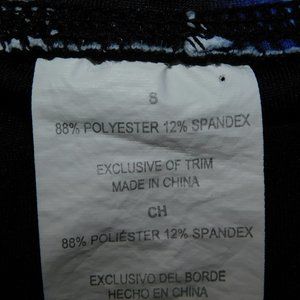 S
88% POLYESTER 12% SPANDEX
EXCLUSIVE OF TRIM
MADE IN CHINA
CH
88% POLIÉSTER 12% SPANDEX
EXCLUSIVO DEL BORDE
HECHO EN CHINA